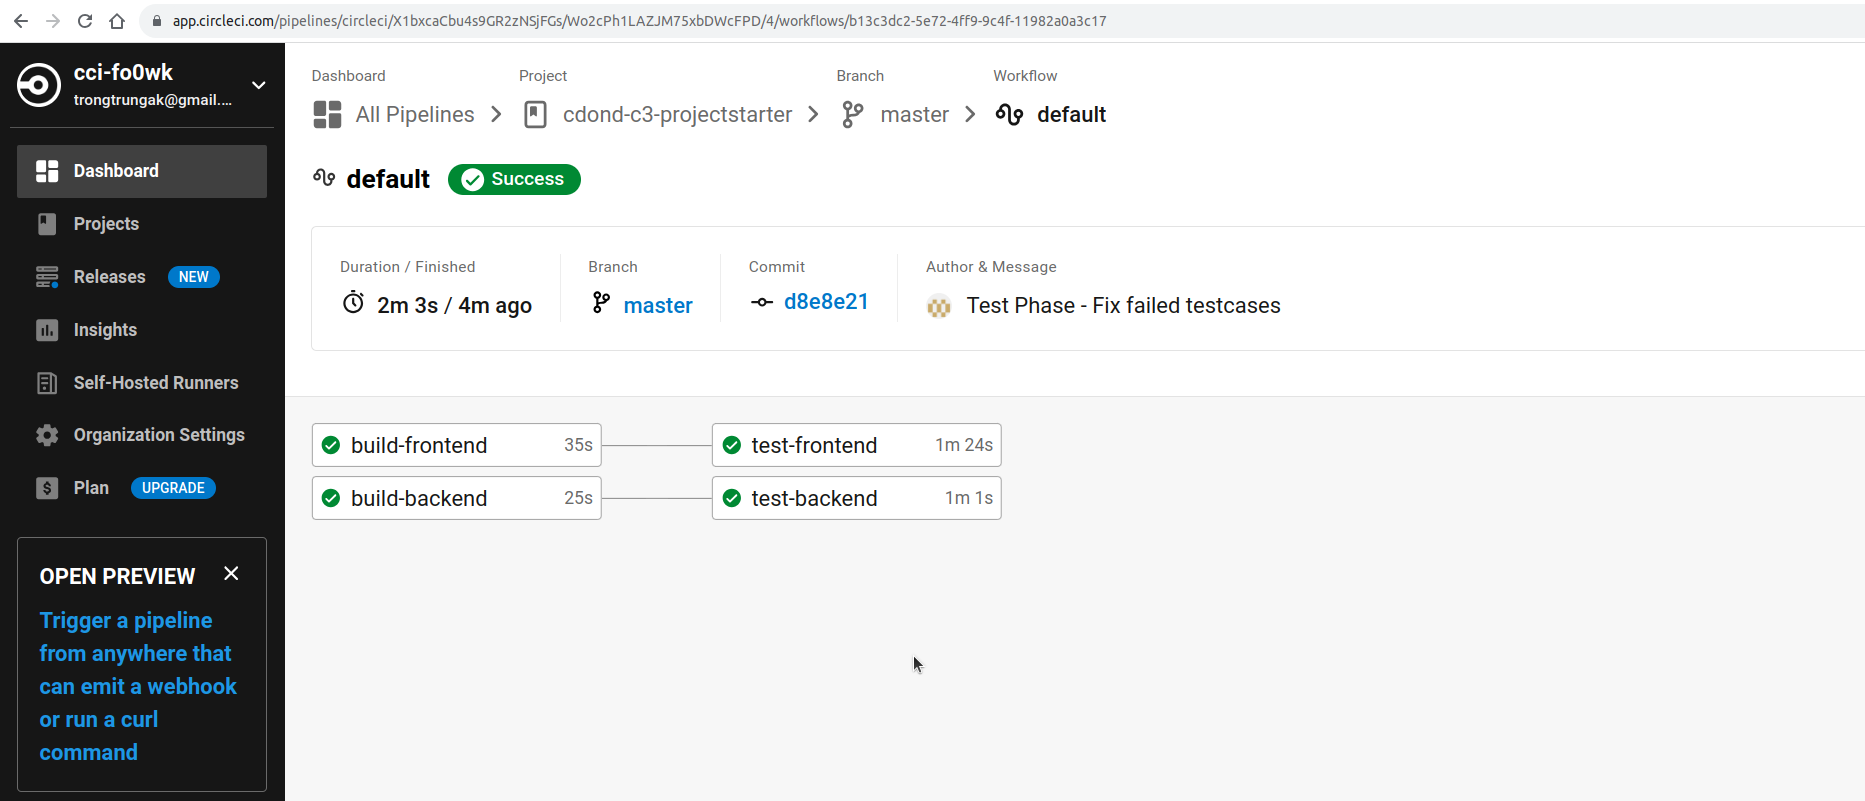 app.circleci.com/pipelines/circleci/X1bxcaCbu4s9GR2zNSjFGs/Wo2cPh1LAZJM75xbDWcFPD/4/workflows/b13c3dc2-5e72-4ff9-9c4f-11982a0a3c17
cci-fo0wk
trongtrungak@gmail....
Dashboard
Projects
Releases NEW
Insights
Self-Hosted Runners
Organization Settings
Plan UPGRADE
OPEN PREVIEW
Trigger a pipeline
from anywhere that
can emit a webhook
or run a curl
command
Dashboard Project Branch Workflow
All Pipelines cdond-c3-projectstarter master default
default Success
Duration / Finished Branch Commit Author & Message
2m 3s / 4m ago master d8e8e21 Test Phase - Fix failed testcases
build-frontend 35s test-frontend 1m 24s
build-backend 25s test-backend 1m 1s